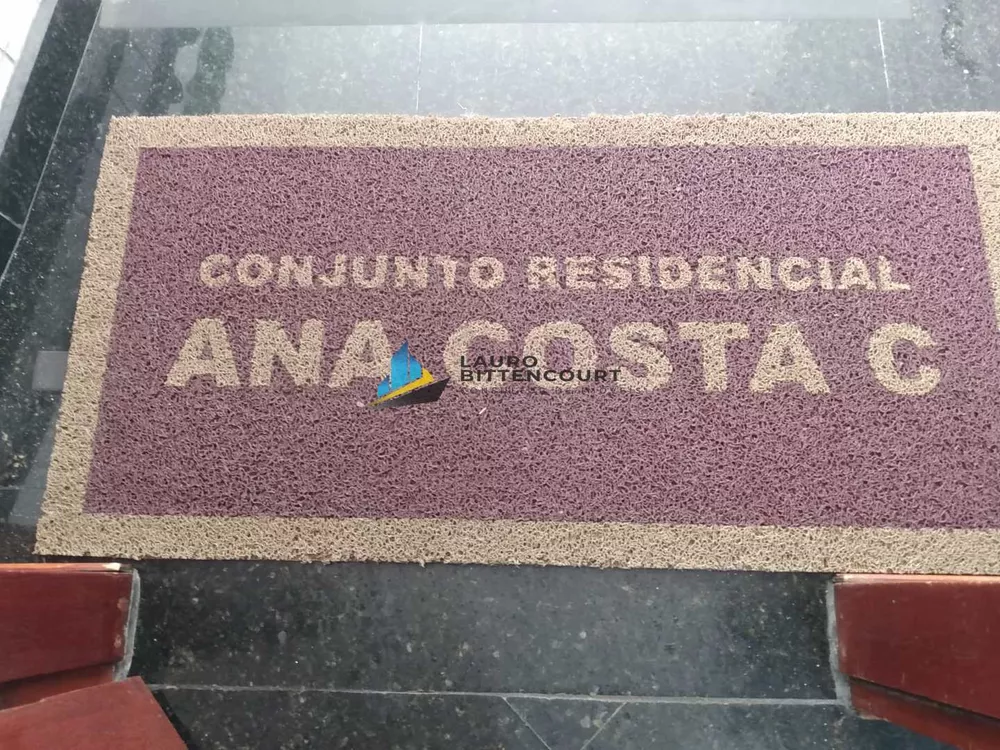 CONJUNTO RESIDENCIAL
ANA COSTA C
LAURO
BITTENCOURT